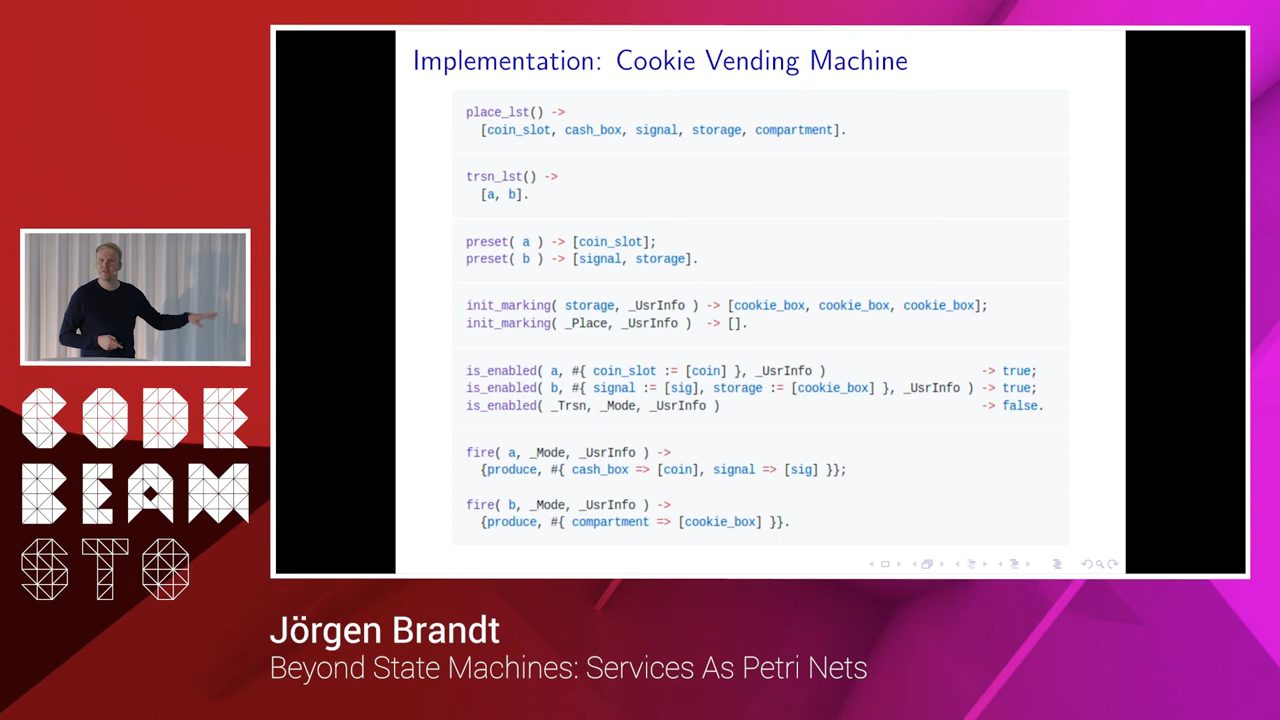 Implementation: Cookie Vending Machine
place_lst() ->
[coin_slot, cash_box, signal, storage, compartment].
trsn_lst() ->
[a, b].
preset( a ) -> [coin_slot];
preset( b ) -> [signal, storage].
init_marking( storage, _UsrInfo ) -> [cookie_box, cookie_box, cookie_box];
init_marking( _Place, _UsrInfo ) -> [].
is_enabled( a, #{ coin_slot := [coin] }, _UsrInfo ) -> true;
is_enabled( b, #{ signal := [sig], storage := [cookie_box] }, _UsrInfo ) -> true;
is_enabled( _Trsn, _Mode, _UsrInfo ) -> false.
fire( a, _Mode, _UsrInfo ) ->
{produce, #{ cash_box => [coin], signal => [sig] }};
fire( b, _Mode, _UsrInfo ) ->
{produce, #{ compartment => [cookie_box] }}.
CODE
BEAM
STO
Jörgen Brandt
Beyond State Machines: Services As Petri Nets